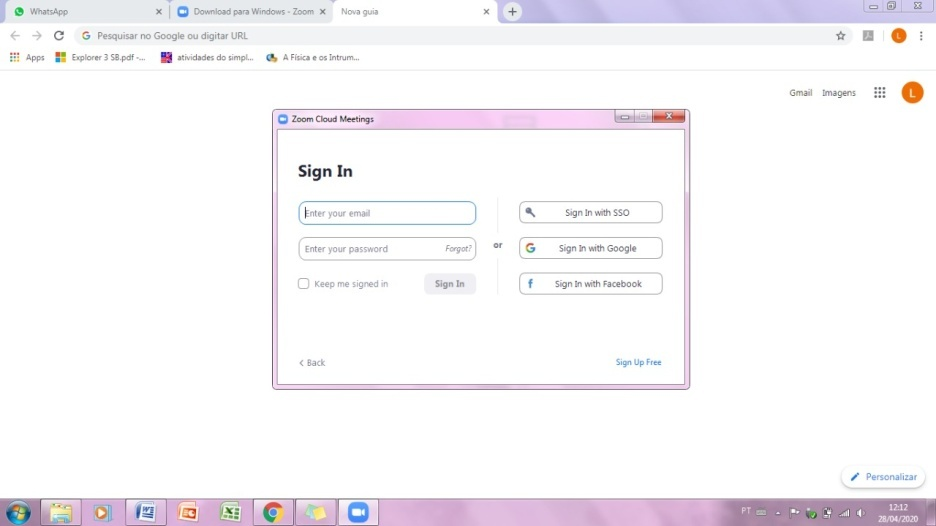 WhatsApp
Download para Windows - Zoom
Nova guia
Pesquisar no Google ou digitar URL
Apps
Explorer 3 SB.pdf -...
atividades do simpl...
A Física e os Intrum...
L
Gmail
Imagens
L
Zoom Cloud Meetings
Sign In
Enter your email
Enter your password
Forgot?
Keep me signed in
Sign In
or
Sign In with SSO
Sign In with Google
Sign In with Facebook
Back
Sign Up Free
Personalizar
PT
12:12
28/04/2020